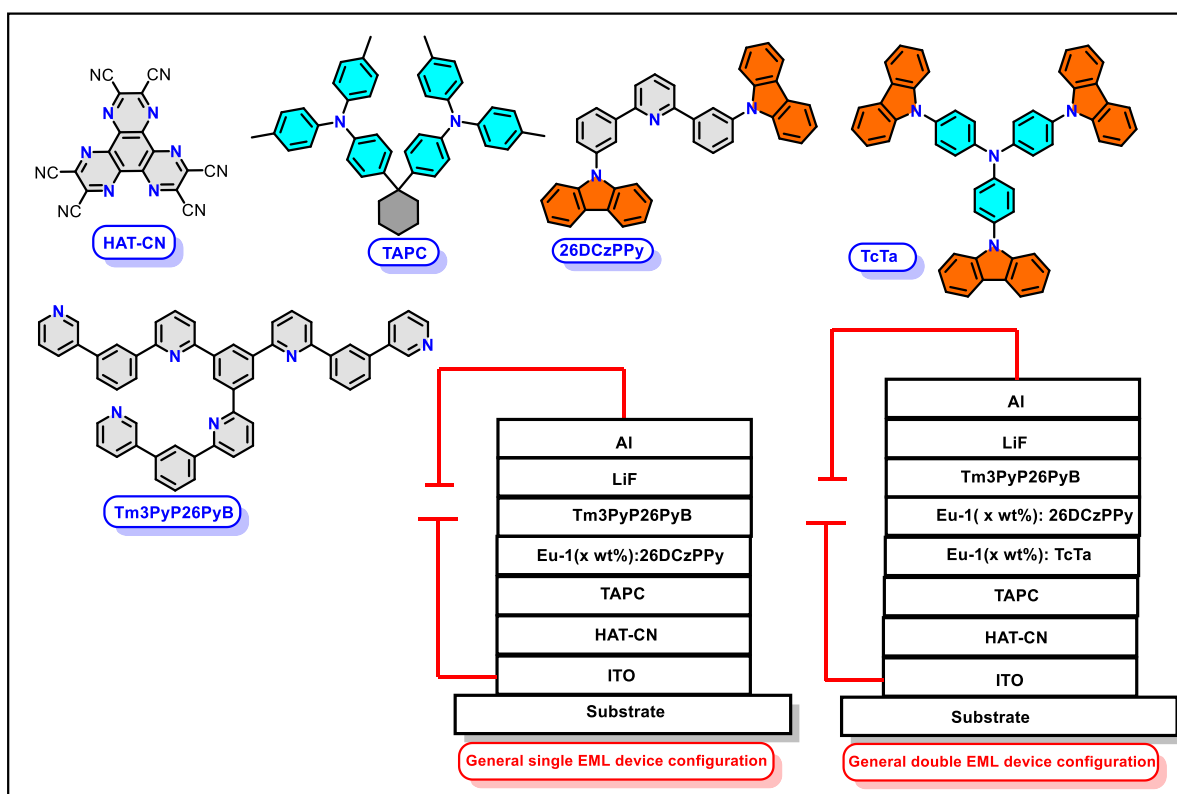 NC CN
NC CN
N N
N N
NC CN
N N
NC CN
HAT-CN
N N
TAPC
N
N
N
26DCzPPy
N N
N
N
TcTa
N
N N N
N
N
Tm3PyP26PyB
Al
LiF
Tm3PyP26PyB
Eu-1(x wt%):26DCzPPy
TAPC
HAT-CN
ITO
Substrate
General single EML device configuration
Al
LiF
Tm3PyP26PyB
Eu-1( x wt%): 26DCzPPy
Eu-1(x wt%): TcTa
TAPC
HAT-CN
ITO
Substrate
General double EML device configuration